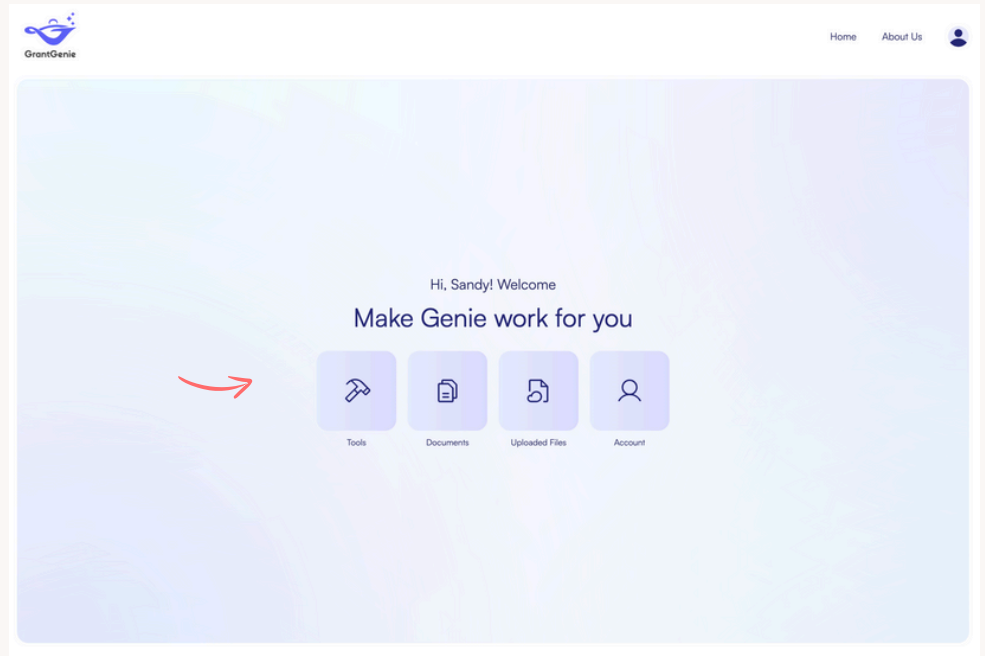 GrantGenie
Home About Us
Hi, Sandy! Welcome
Make Genie work for you
Tools Documents Uploaded Files Account